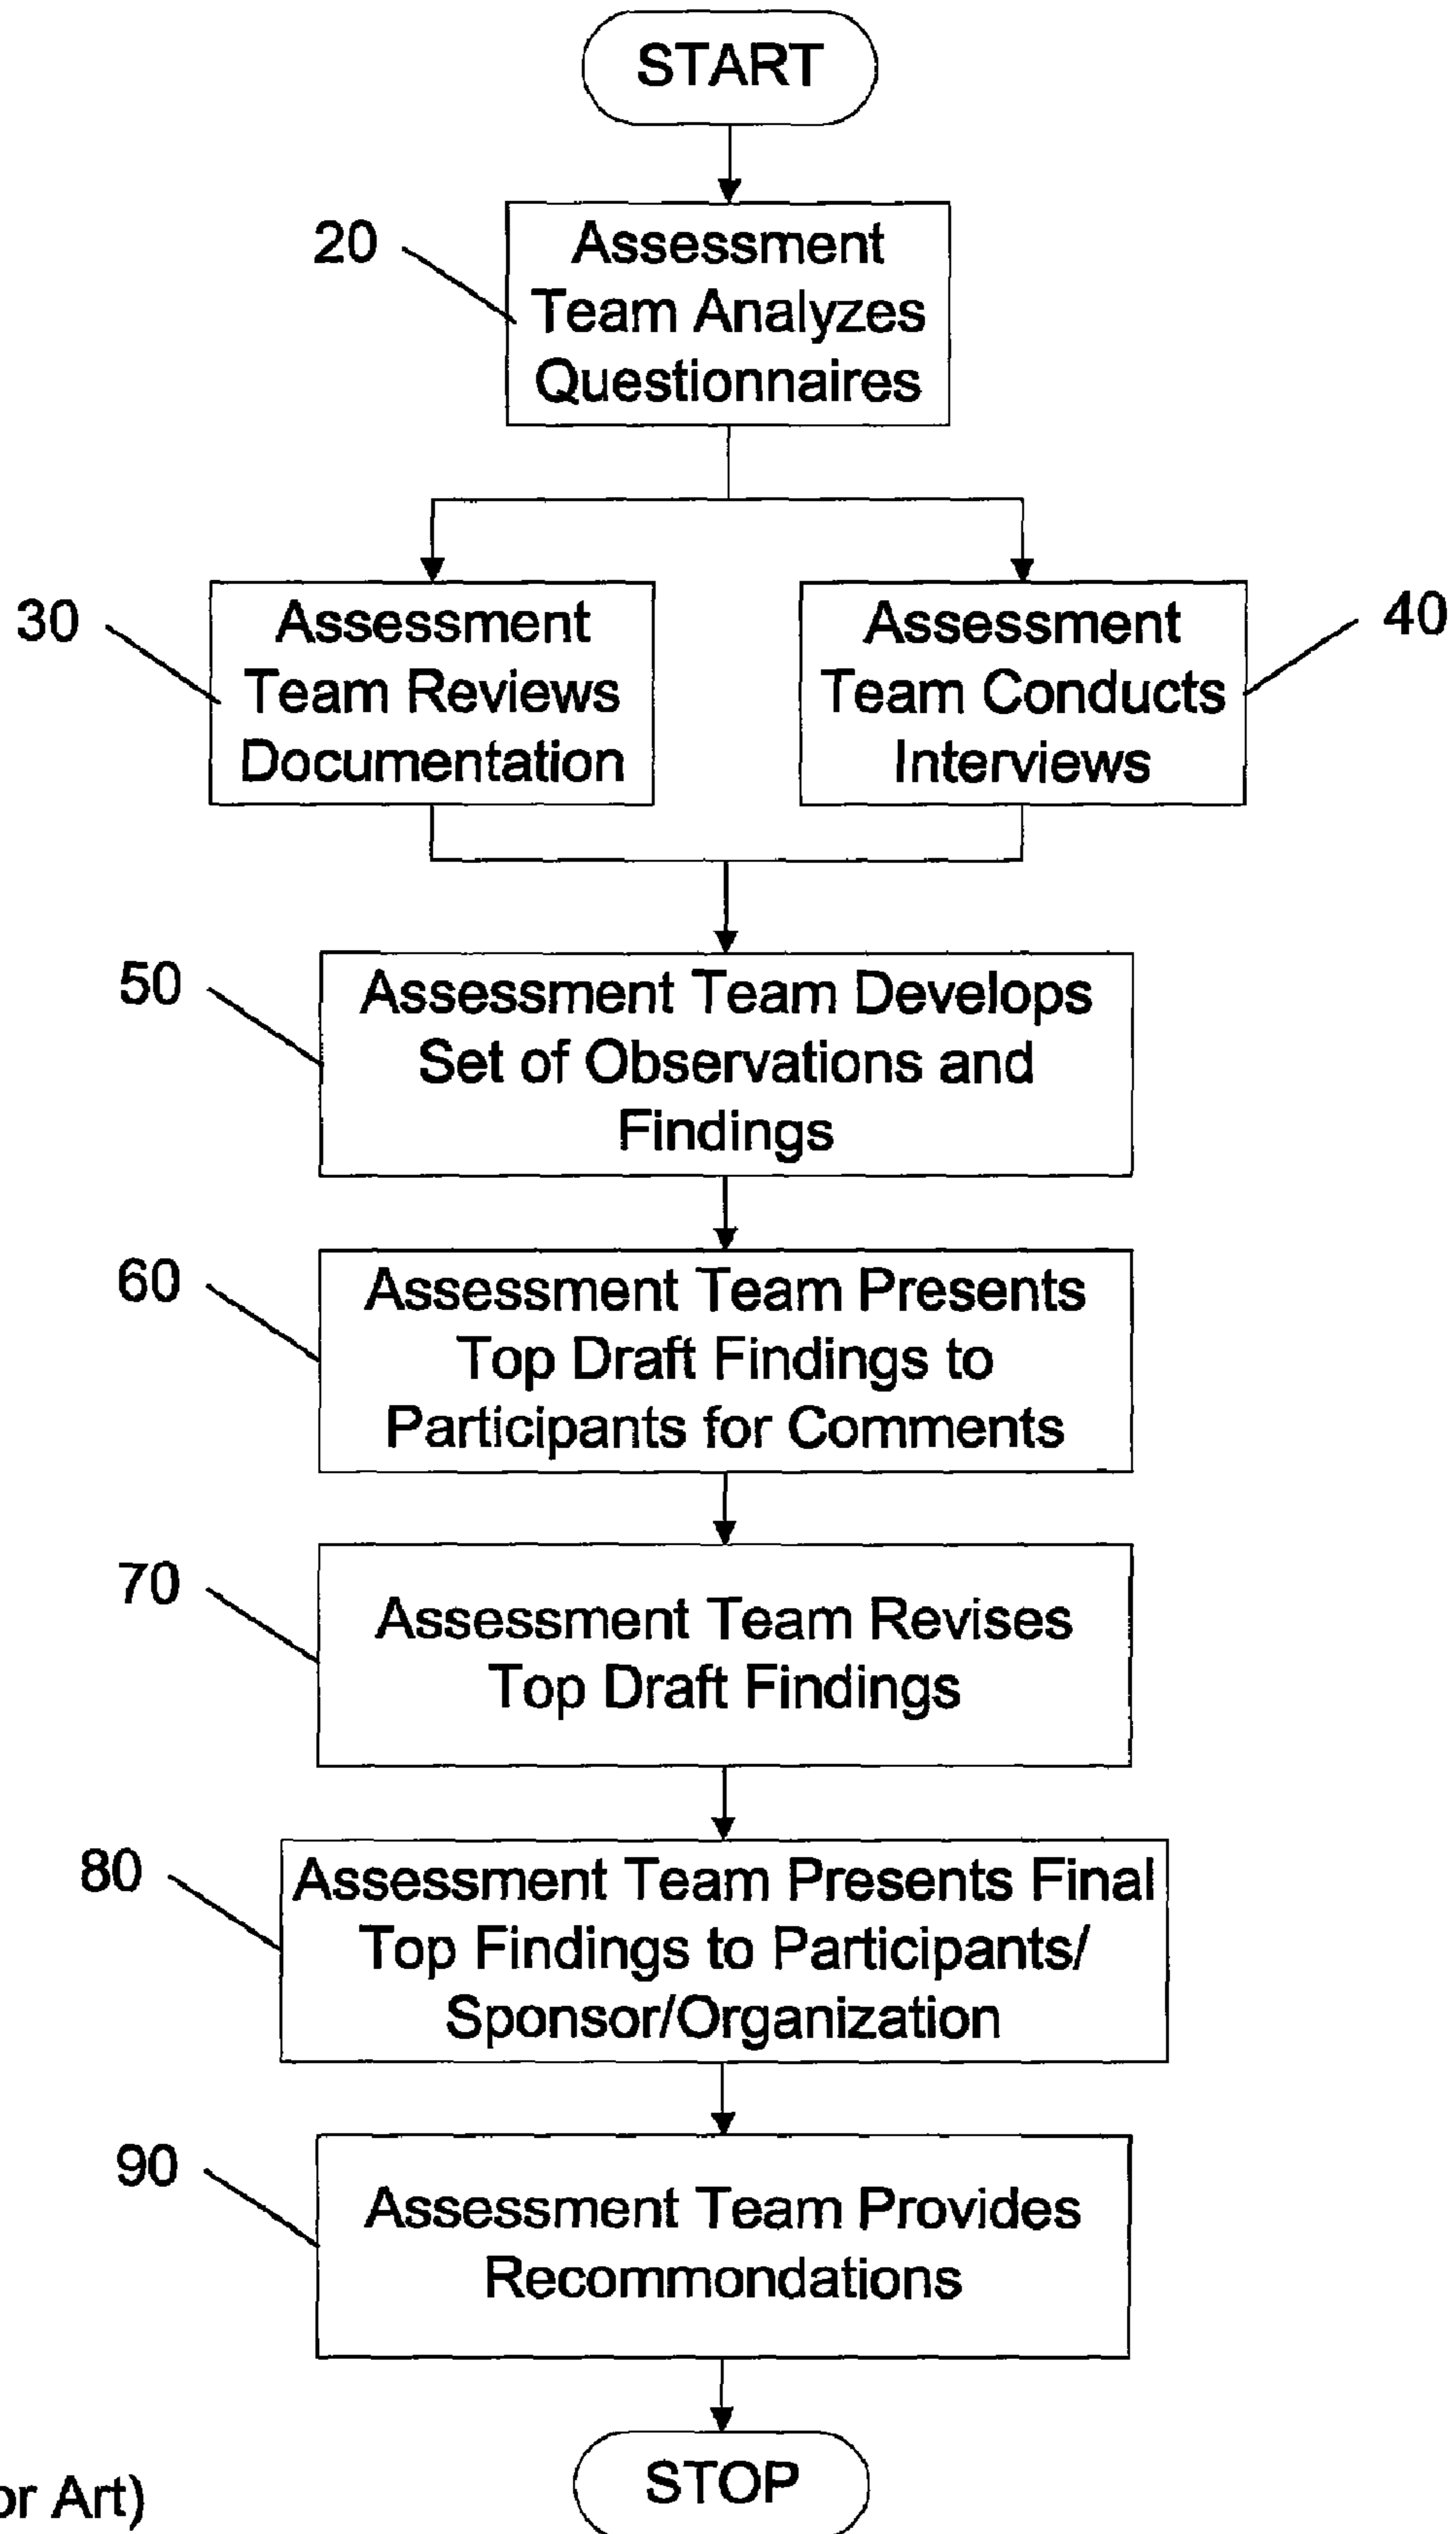 START
20
Assessment
Team Analyzes
Questionnaires
30
Assessment
Team Reviews
Documentation
Assessment
Team Conducts
Interviews
40
50
Assessment Team Develops
Set of Observations and
Findings
60
Assessment Team Presents
Top Draft Findings to
Participants for Comments
70
Assessment Team Revises
Top Draft Findings
80
Assessment Team Presents Final
Top Findings to Participants/
Sponsor/Organization
90
Assessment Team Provides
Recommondations
STOP
Art)